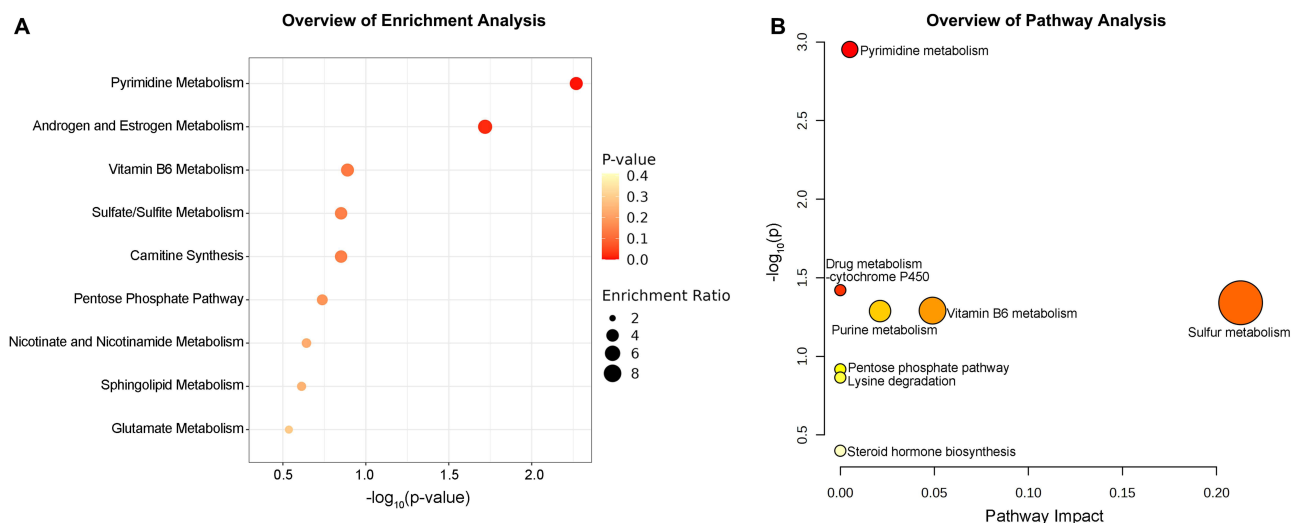 A
Overview of Enrichment Analysis
Pyrimidine Metabolism
Androgen and Estrogen Metabolism
Vitamin B6 Metabolism
Sulfate/Sulfite Metabolism
Carnitine Synthesis
Pentose Phosphate Pathway
Nicotinate and Nicotinamide Metabolism
Sphingolipid Metabolism
Glutamate Metabolism
0.5 1.0 1.5 2.0
-log10(p-value)
P-value
0.4
0.3
0.2
0.1
0.0
Enrichment Ratio
2
4
6
8
B
Overview of Pathway Analysis
-log10(p)
3.0
2.5
2.0
1.5
1.0
0.5
Pyrimidine metabolism
Drug metabolism
-cytochrome P450
Purine metabolism
Vitamin B6 metabolism
Sulfur metabolism
Pentose phosphate pathway
Lysine degradation
Steroid hormone biosynthesis
0.00 0.05 0.10 0.15 0.20
Pathway Impact